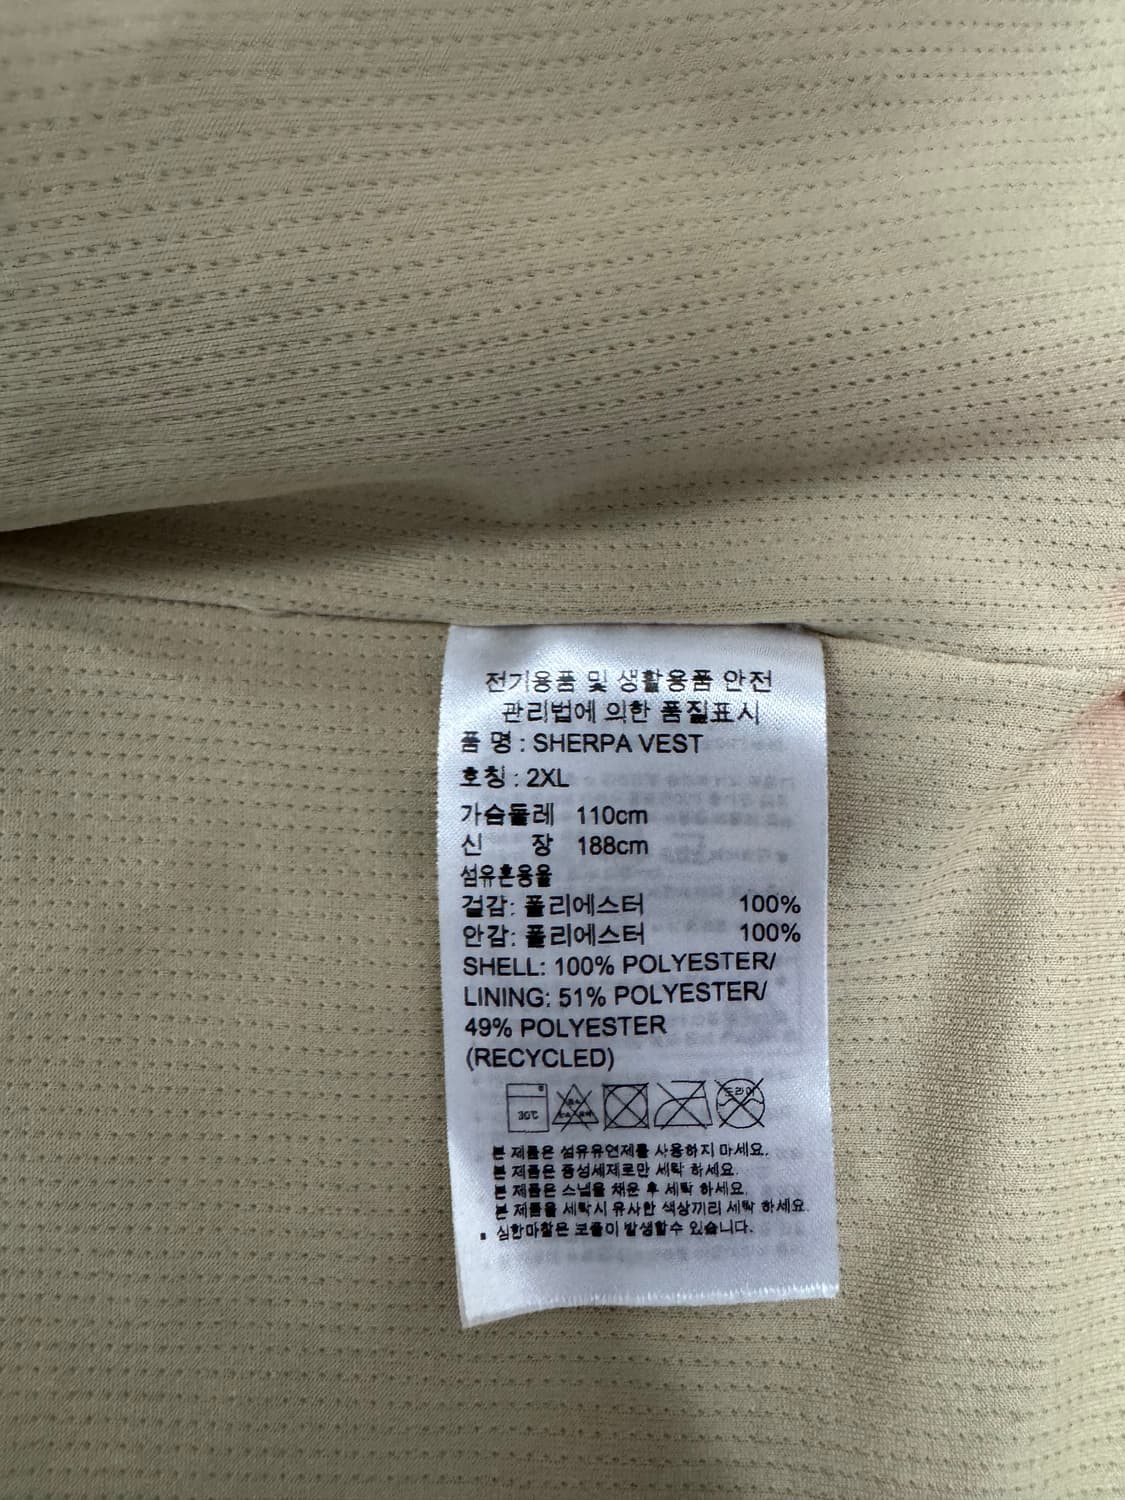 전기용품 및 생활용품 안전
관리법에 의한 품질표시
품 명 : SHERPA VEST
호칭 : 2XL
가슴둘레 110cm
신 장 188cm
섬유혼용율
겉감: 폴리에스터 100%
안감: 폴리에스터 100%
SHELL: 100% POLYESTER/
LINING: 51% POLYESTER/
49% POLYESTER
(RECYCLED)
30℃ 드라이
본 제품은 섬유유연제를 사용하지 마세요.
본 제품은 중성세제로만 세탁 하세요.
본 제품은 스냅을 채운 후 세탁 하세요.
본 제품을 세탁시 유사한 색상끼리 세탁 하세요.
심한마찰은 보풀이 발생할수 있습니다.